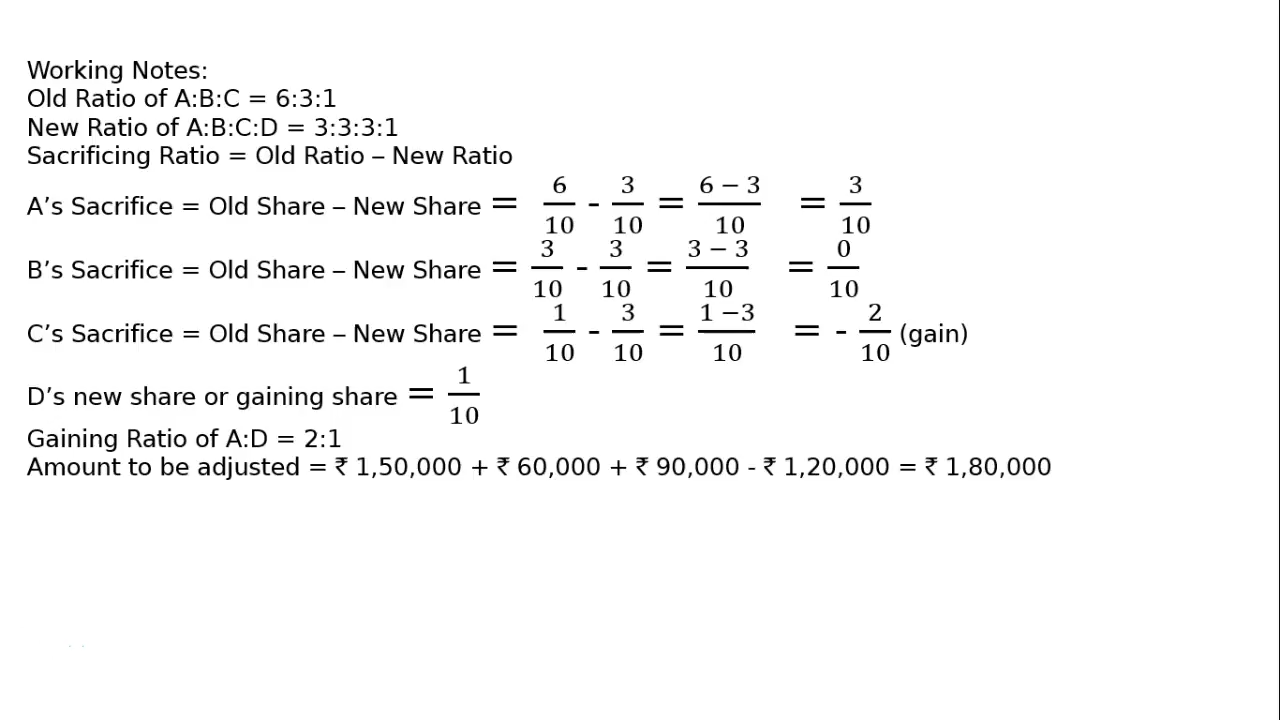 Working Notes:
Old Ratio of A:B:C = 6:3:1
New Ratio of A:B:C:D = 3:3:3:1
Sacrificing Ratio = Old Ratio – New Ratio
A’s Sacrifice = Old Share – New Share = 6/10 - 3/10 = 6 − 3/10 = 3/10
B’s Sacrifice = Old Share – New Share = 3/10 - 3/10 = 3 − 3/10 = 0/10
C’s Sacrifice = Old Share – New Share = 1/10 - 3/10 = 1 −3/10 = - 2/10 (gain)
D’s new share or gaining share = 1/10
Gaining Ratio of A:D = 2:1
Amount to be adjusted = ₹ 1,50,000 + ₹ 60,000 + ₹ 90,000 - ₹ 1,20,000 = ₹ 1,80,000